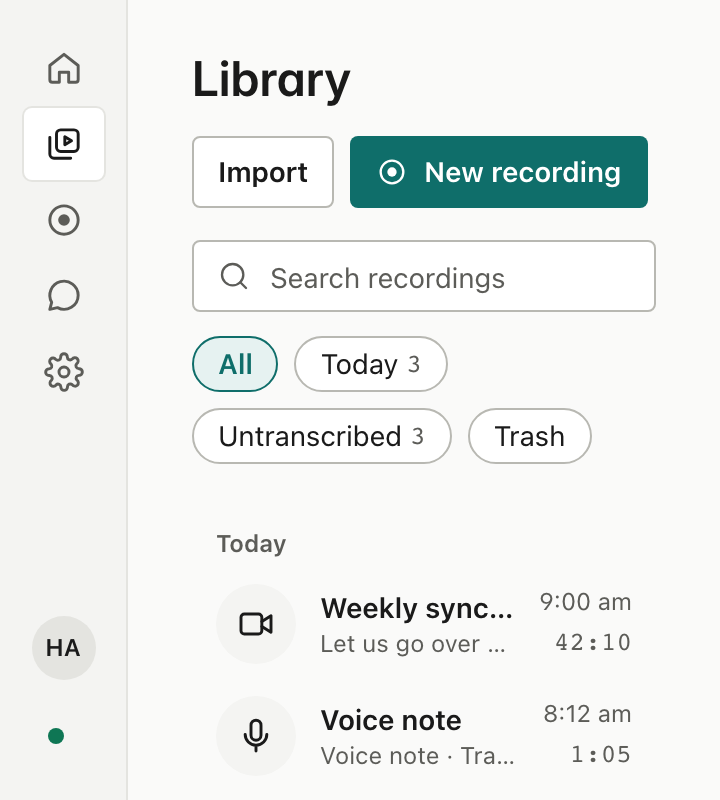 Library
Import
New recording
Search recordings
All
Today 3
Untranscribed 3
Trash
Today
Weekly sync...
9:00 am
Let us go over ...
42:10
HA
Voice note
8:12 am
Voice note · Tra...
1:05